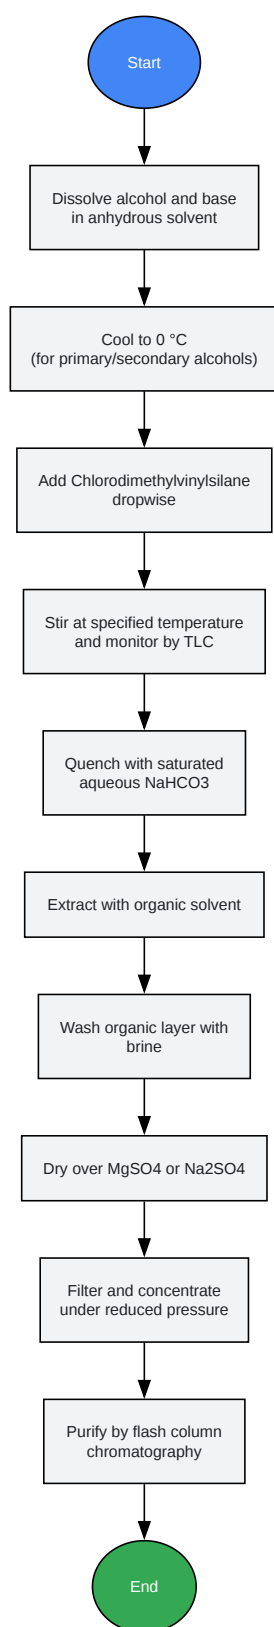 Start
Dissolve alcohol and base
in anhydrous solvent
Cool to 0 °C
(for primary/secondary alcohols)
Add Chlorodimethylvinylsilane
dropwise
Stir at specified temperature
and monitor by TLC
Quench with saturated
aqueous NaHCO3
Extract with organic solvent
Wash organic layer with
brine
Dry over MgSO4 or Na2SO4
Filter and concentrate
under reduced pressure
Purify by flash column
chromatography
End